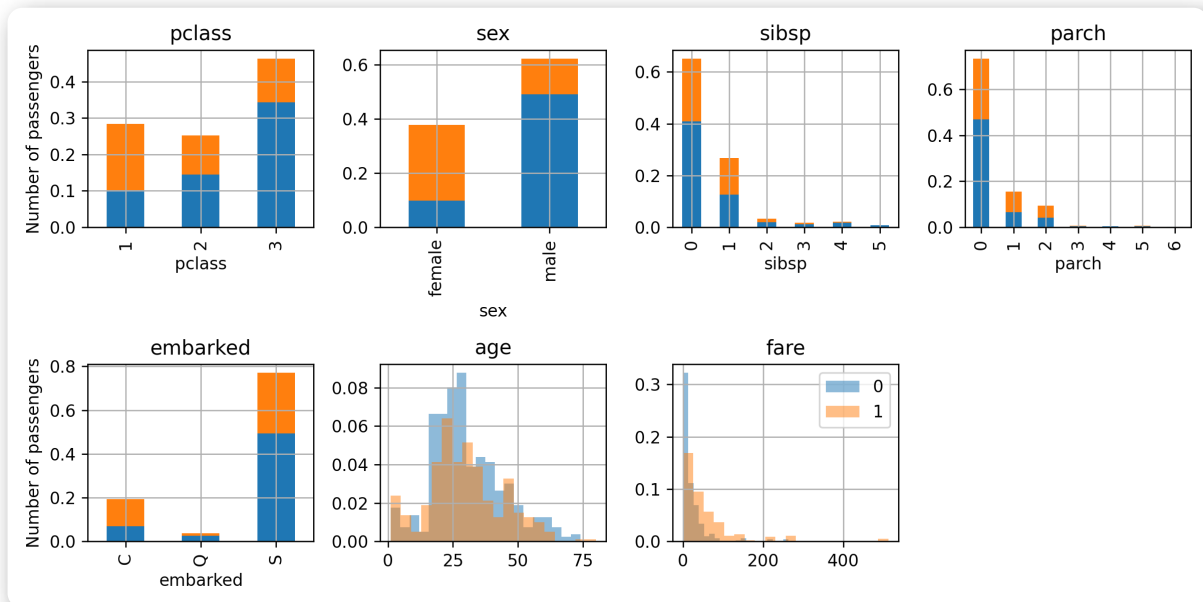 pclass
Number of passengers
0.4
0.3
0.2
0.1
0.0
1 2 3
pclass
sex
0.6
0.4
0.2
0.0
female male
sex
sibsp
0.6
0.4
0.2
0.0
0 1 2 3 4 5
sibsp
parch
0.6
0.4
0.2
0.0
0 1 2 3 4 5 6
parch
embarked
Number of passengers
0.8
0.6
0.4
0.2
0.0
C Q S
embarked
age
0.08
0.06
0.04
0.02
0.00
0 25 50 75
fare
0.3
0.2
0.1
0.0
0 200 400
0
1